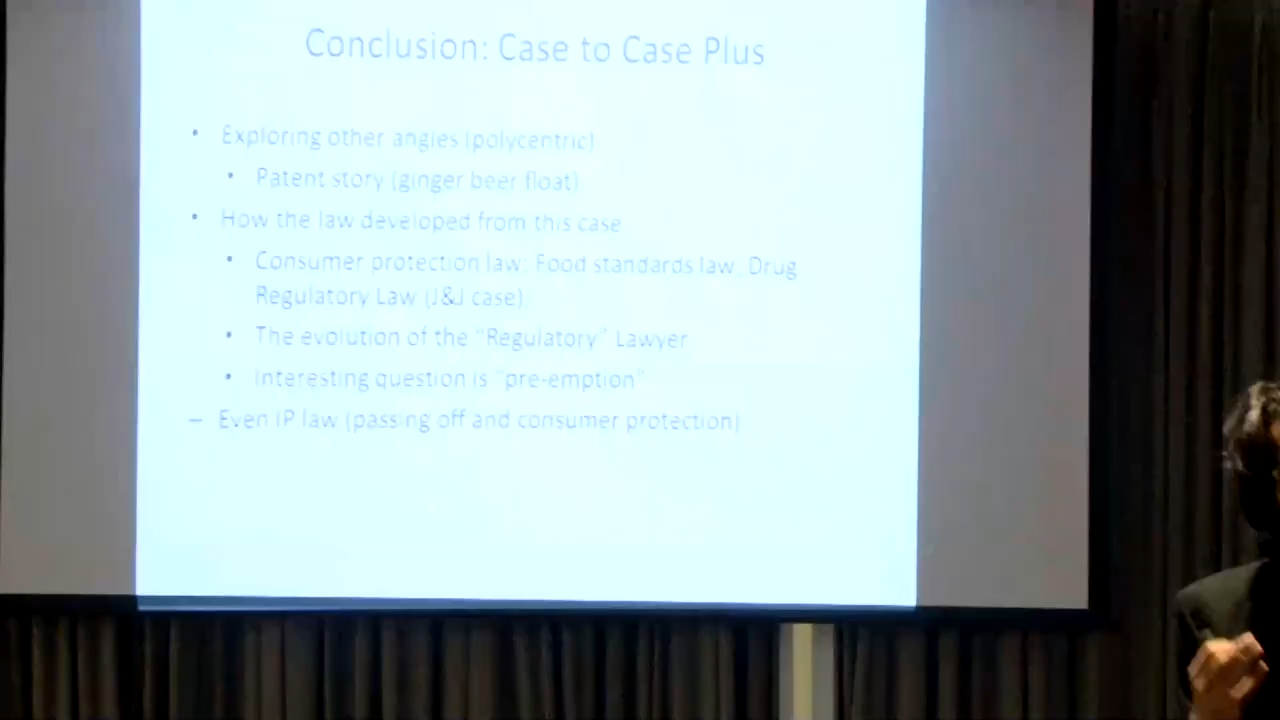 Conclusion: Case to Case Plus
• Exploring other angles (polycentric)
• Patent story (ginger beer float)
• How the law developed from this case
• Consumer protection law; Food standards law; Drug
Regulatory Law (J&J case)
• The evolution of the "Regulatory" Lawyer
• Interesting question is "pre-emption"
– Even IP law (passing off and consumer protection)